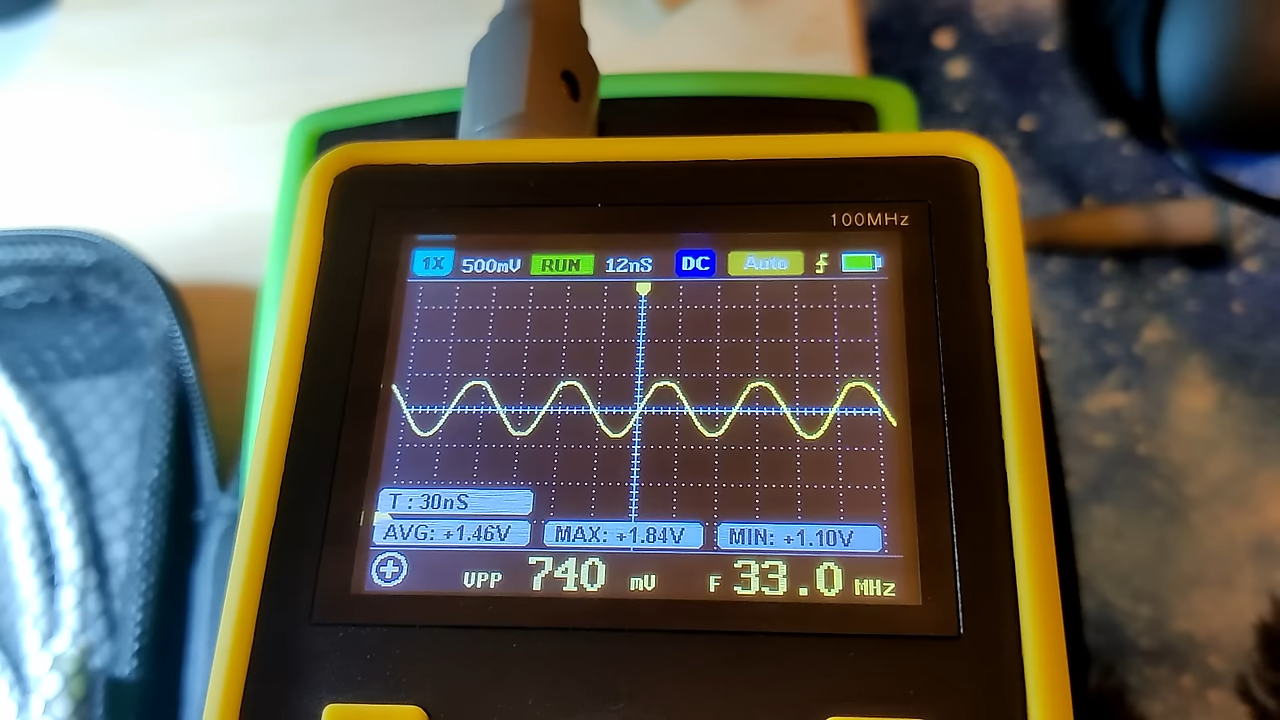 100MHz
1X 500mV RUN 12nS DC Auto
T : 30nS
AVG: +1.46V MAX: +1.84V MIN: +1.10V
VPP 740 mV F 33.0 MHz